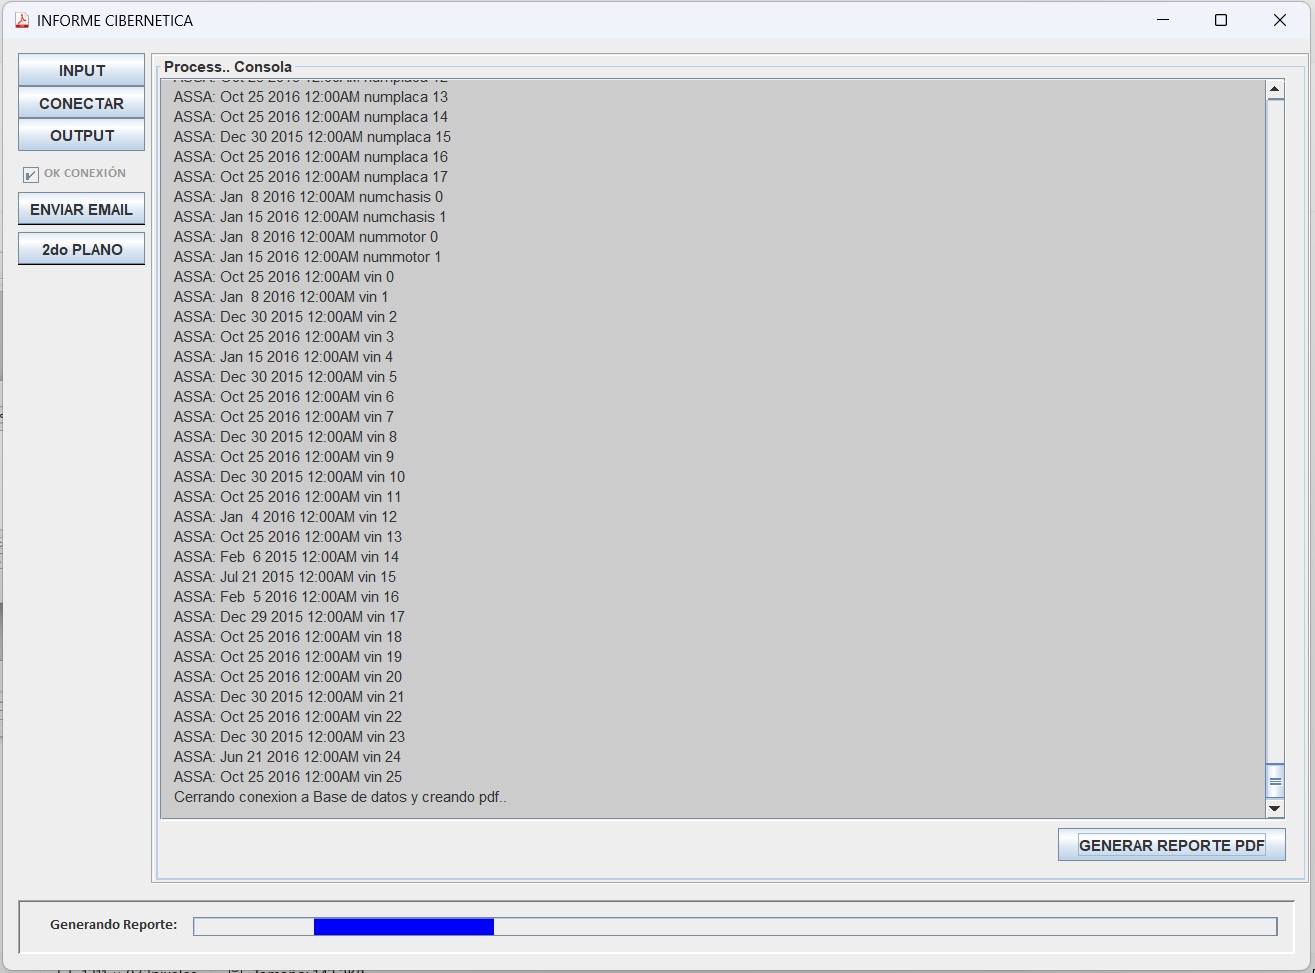 INFORME CIBERNETICA
INPUT
CONECTAR
OUTPUT
OK CONEXIÓN
ENVIAR EMAIL
2do PLANO
Process.. Consola
ASSA: Oct 25 2016 12:00AM numplaca 12
ASSA: Oct 25 2016 12:00AM numplaca 13
ASSA: Oct 25 2016 12:00AM numplaca 14
ASSA: Dec 30 2015 12:00AM numplaca 15
ASSA: Oct 25 2016 12:00AM numplaca 16
ASSA: Oct 25 2016 12:00AM numplaca 17
ASSA: Jan  8 2016 12:00AM numchasis 0
ASSA: Jan 15 2016 12:00AM numchasis 1
ASSA: Jan  8 2016 12:00AM nummotor 0
ASSA: Jan 15 2016 12:00AM nummotor 1
ASSA: Oct 25 2016 12:00AM vin 0
ASSA: Jan  8 2016 12:00AM vin 1
ASSA: Dec 30 2015 12:00AM vin 2
ASSA: Oct 25 2016 12:00AM vin 3
ASSA: Jan 15 2016 12:00AM vin 4
ASSA: Dec 30 2015 12:00AM vin 5
ASSA: Oct 25 2016 12:00AM vin 6
ASSA: Oct 25 2016 12:00AM vin 7
ASSA: Dec 30 2015 12:00AM vin 8
ASSA: Oct 25 2016 12:00AM vin 9
ASSA: Dec 30 2015 12:00AM vin 10
ASSA: Oct 25 2016 12:00AM vin 11
ASSA: Jan  4 2016 12:00AM vin 12
ASSA: Oct 25 2016 12:00AM vin 13
ASSA: Feb  6 2015 12:00AM vin 14
ASSA: Jul 21 2015 12:00AM vin 15
ASSA: Feb  5 2016 12:00AM vin 16
ASSA: Dec 29 2015 12:00AM vin 17
ASSA: Oct 25 2016 12:00AM vin 18
ASSA: Oct 25 2016 12:00AM vin 19
ASSA: Oct 25 2016 12:00AM vin 20
ASSA: Dec 30 2015 12:00AM vin 21
ASSA: Oct 25 2016 12:00AM vin 22
ASSA: Dec 30 2015 12:00AM vin 23
ASSA: Jun 21 2016 12:00AM vin 24
ASSA: Oct 25 2016 12:00AM vin 25
Cerrando conexion a Base de datos y creando pdf..
GENERAR REPORTE PDF
Generando Reporte: